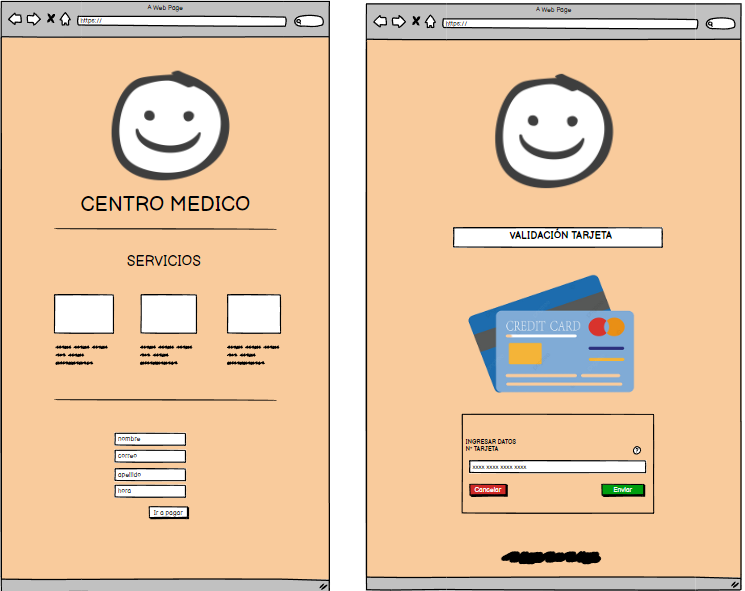 A Web Page
https://
CENTRO MEDICO
SERVICIOS
nombre
correo
apellido
hora
Ir a pagar
A Web Page
https://
VALIDACIÓN TARJETA
CREDIT CARD
INGRESAR DATOS
N° TARJETA
?
xxxx xxxx xxxx xxxx
Cancelar
Enviar